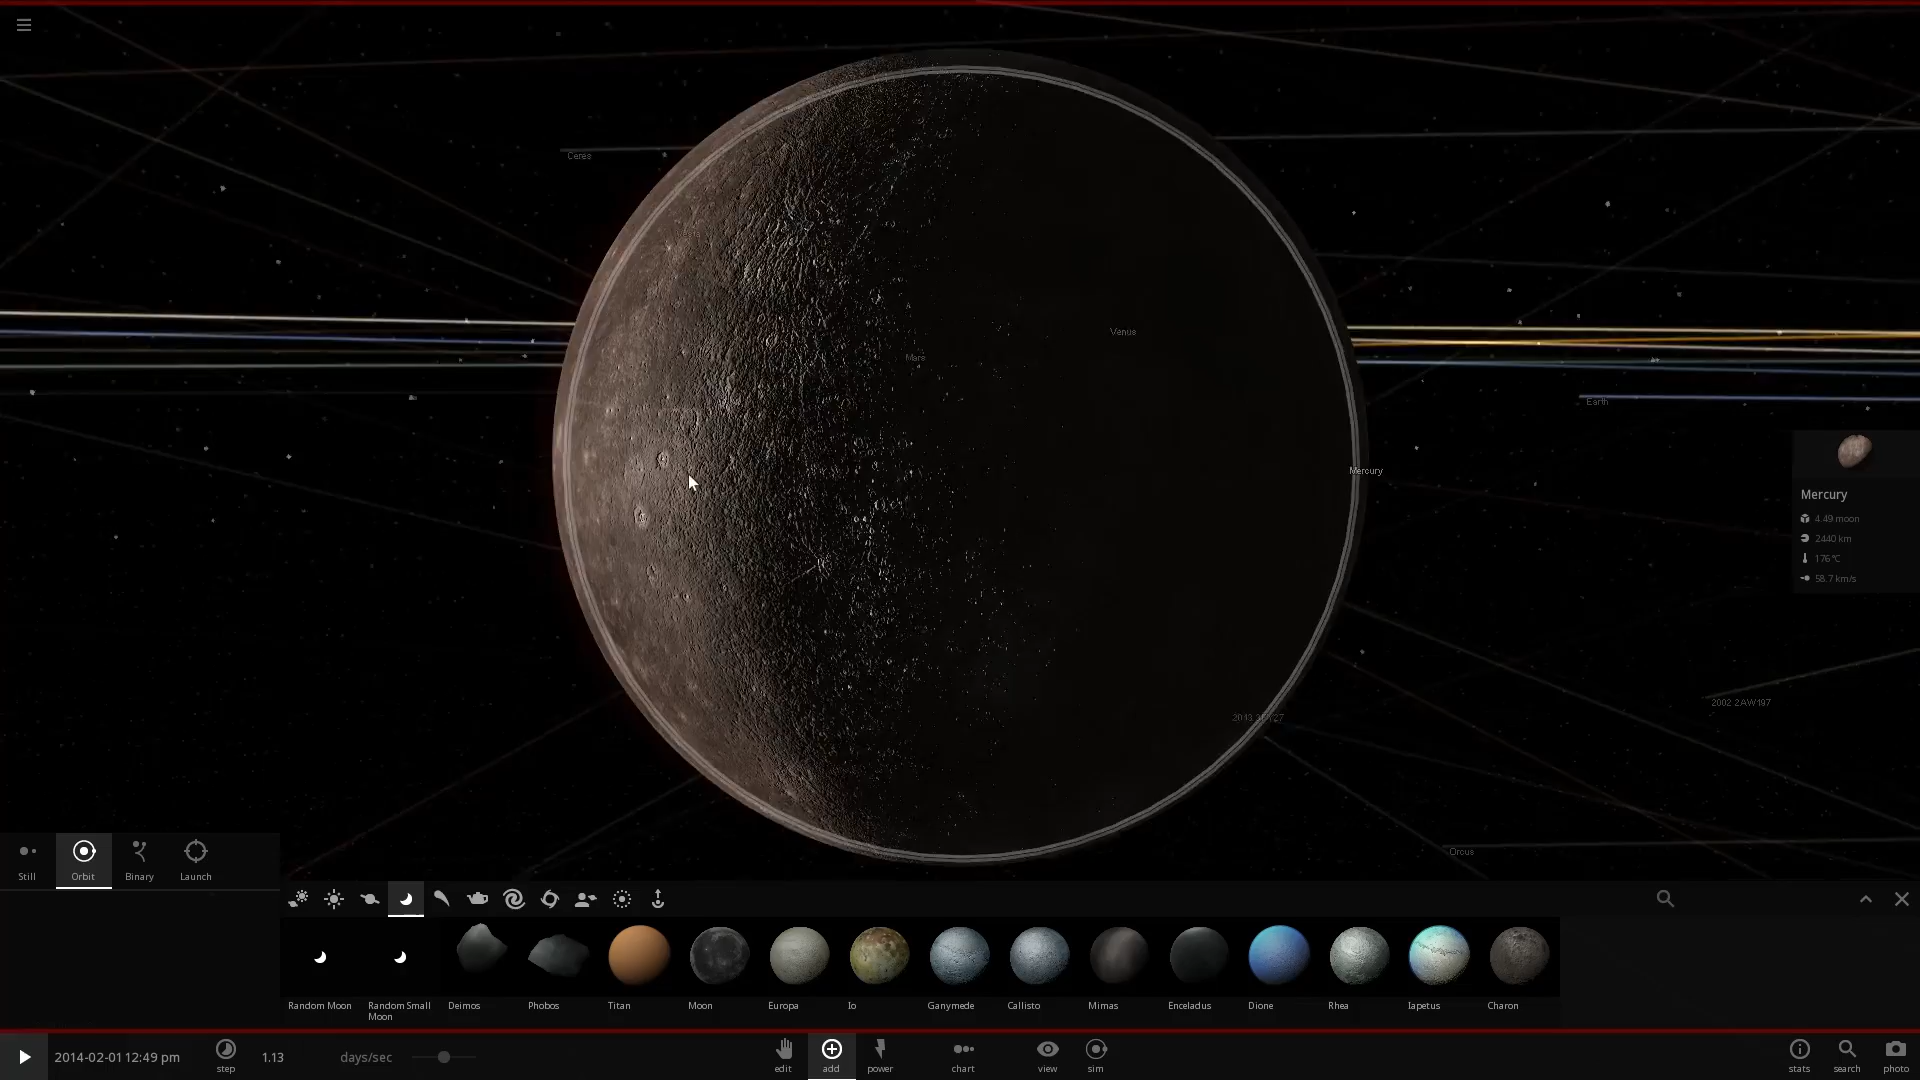 Ceres
Venus
Mars
Earth
Mercury
Mercury
4.49 moon
2440 km
176°C
58.7 km/s
2002 2AW197
Orcus
Still
Orbit
Binary
Launch
Random Moon
Random Small
Moon
Deimos
Phobos
Titan
Moon
Europa
Io
Ganymede
Callisto
Mimas
Enceladus
Dione
Rhea
Iapetus
Charon
2014-02-01 12:49 pm
step
1.13
days/sec
edit
add
power
chart
view
sim
stats
search
photo